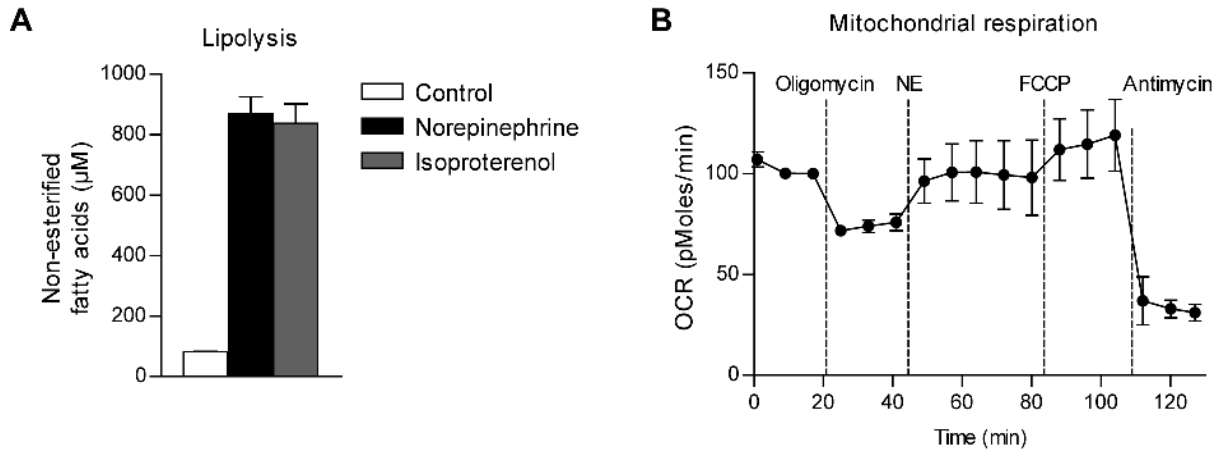 A
Lipolysis
Non-esterified
fatty acids (µM)
1000
800
600
400
200
0
Control
Norepinephrine
Isoproterenol
B
Mitochondrial respiration
OCR (pMoles/min)
150
100
50
0
Oligomycin NE FCCP Antimycin
0 20 40 60 80 100 120
Time (min)